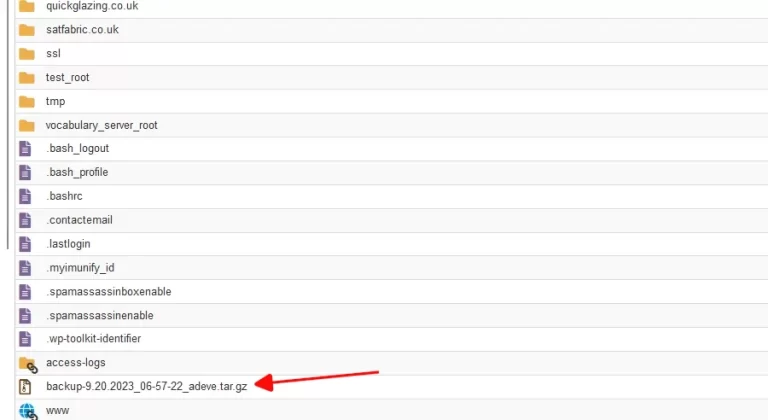 quickglazing.co.uk
satfabric.co.uk
ssl
test_root
tmp
vocabulary_server_root
.bash_logout
.bash_profile
.bashrc
.contactemail
.lastlogin
.myimunify_id
.spamassassinboxenable
.spamassassinenable
.wp-toolkit-identifier
access-logs
backup-9.20.2023_06-57-22_adeve.tar.gz
www